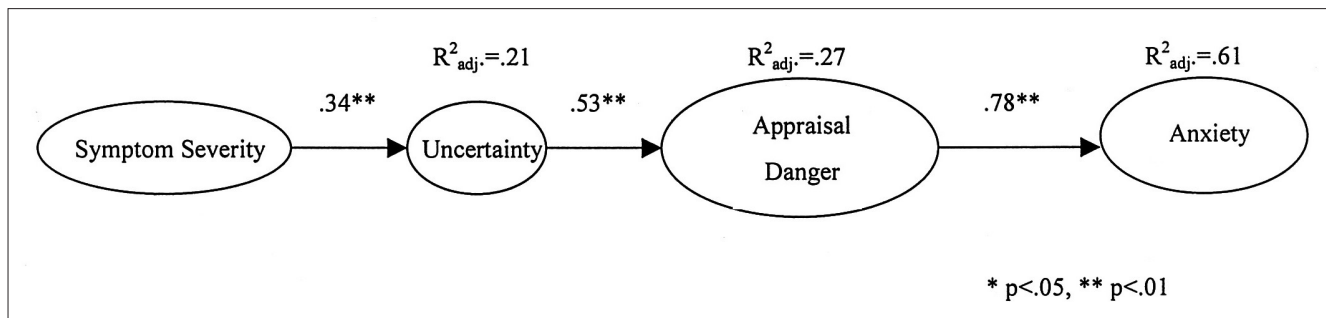 R²adj.=.21
R²adj.=.27
R²adj.=.61
.34**
.53**
.78**
Symptom Severity
Uncertainty
Appraisal
Danger
Anxiety
* p<.05, ** p<.01